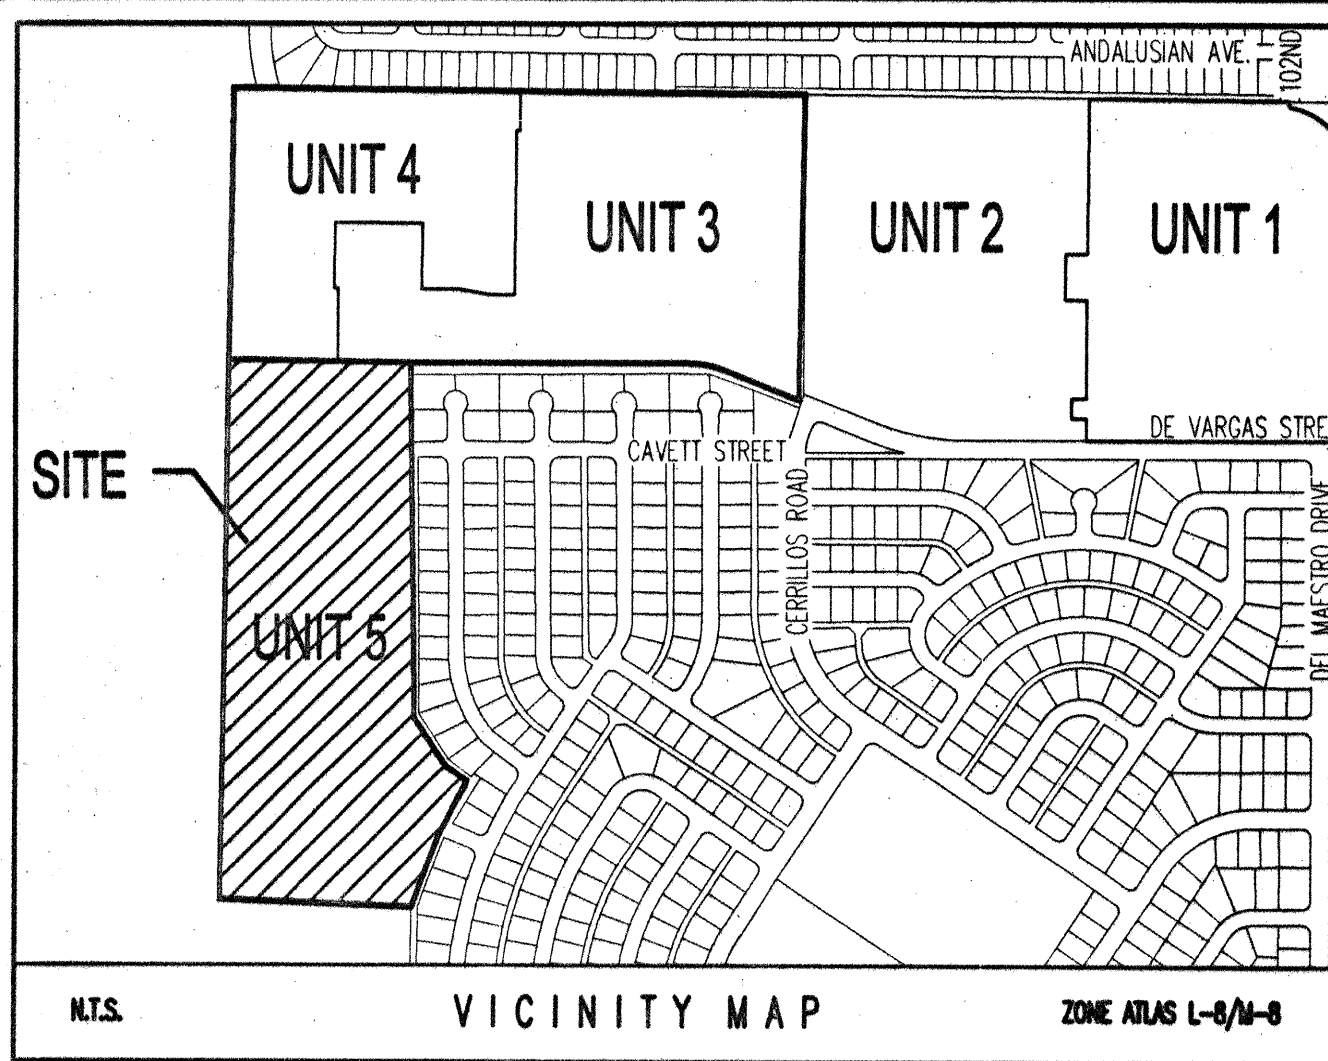 ANDALUSIAN AVE.
102ND
UNIT 4
UNIT 3
UNIT 2
UNIT 1
DE VARGAS STRE
CAVETT STREET
SITE
CERRILLOS ROAD
DEL MAESTRO DRIVE
UNIT 5
N.T.S.
VICINITY MAP
ZONE ATLAS L-8/M-8